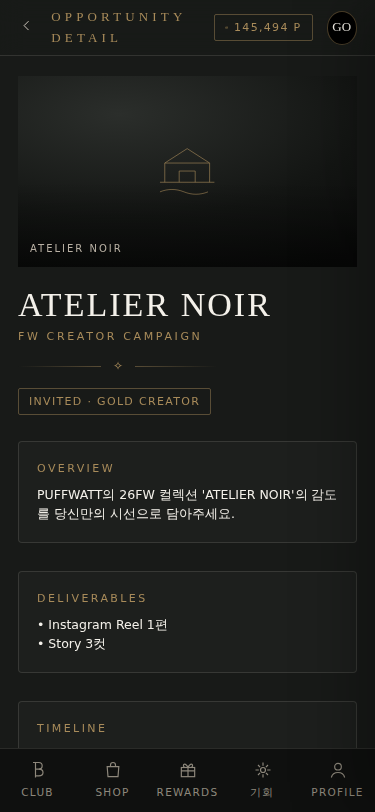 OPPORTUNITY
DETAIL
145,494 P
GO
ATELIER NOIR
ATELIER NOIR
FW CREATOR CAMPAIGN
INVITED · GOLD CREATOR
OVERVIEW
PUFFWATT의 26FW 컬렉션 'ATELIER NOIR'의 감도
를 당신만의 시선으로 담아주세요.
DELIVERABLES
• Instagram Reel 1편
• Story 3컷
TIMELINE
CLUB SHOP REWARDS 기회 PROFILE